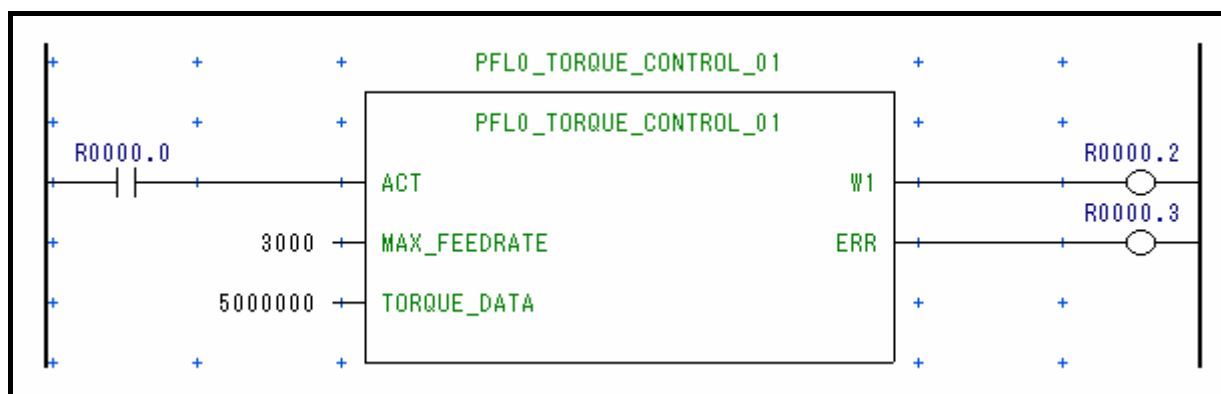 PFL0_TORQUE_CONTROL_01
PFL0_TORQUE_CONTROL_01
R0000.0
R0000.2
ACT
W1
R0000.3
3000
MAX_FEEDRATE
ERR
5000000
TORQUE_DATA